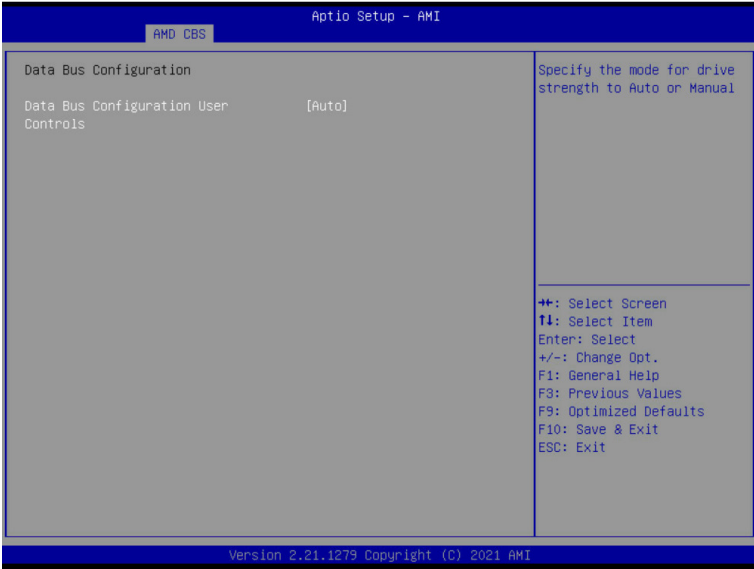 Aptio Setup – AMI
AMD CBS
Data Bus Configuration
Data Bus Configuration User [Auto]
Controls
Specify the mode for drive
strength to Auto or Manual
→←: Select Screen
↑↓: Select Item
Enter: Select
+/-: Change Opt.
F1: General Help
F3: Previous Values
F9: Optimized Defaults
F10: Save & Exit
ESC: Exit
Version 2.21.1279 Copyright (C) 2021 AMI